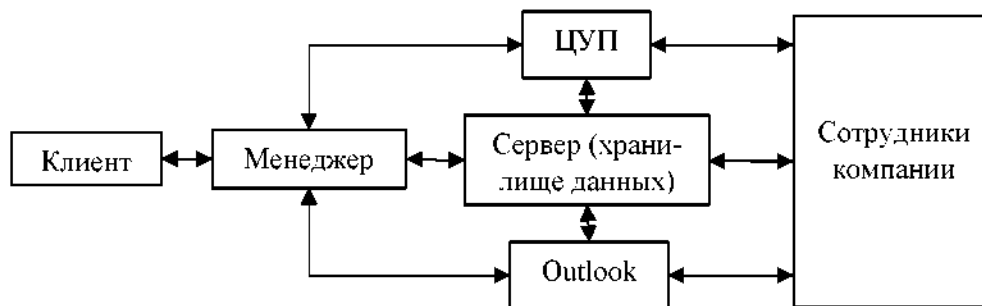 ЦУП
Клиент
Менеджер
Сервер (храни-
лище данных)
Сотрудники
компании
Outlook